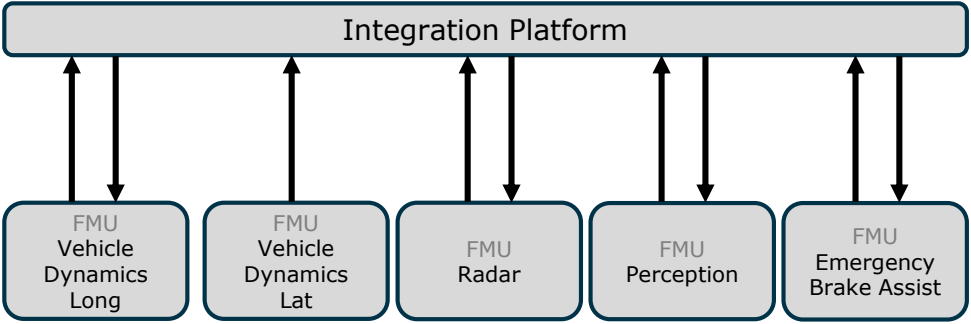 Integration Platform
FMU
Vehicle
Dynamics
Long
FMU
Vehicle
Dynamics
Lat
FMU
Radar
FMU
Perception
FMU
Emergency
Brake Assist